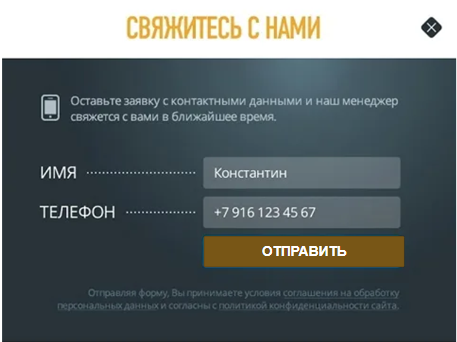 СВЯЖИТЕСЬ С НАМИ
Оставьте заявку с контактными данными и наш менеджер
свяжется с вами в ближайшее время.
ИМЯ
Константин
ТЕЛЕФОН
+7 916 123 45 67
ОТПРАВИТЬ
Отправляя форму, Вы принимаете условия соглашения на обработку
персональных данных и согласны с политикой конфиденциальности сайта.